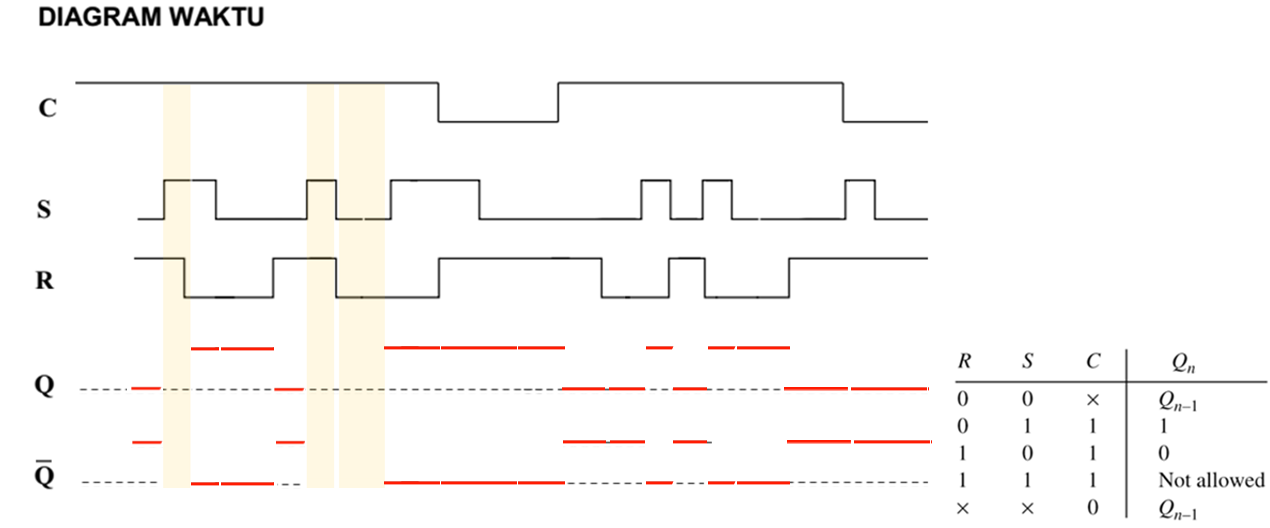 DIAGRAM WAKTU
C
S
R
Q
Q̅
R S C Qn
0 0 × Qn–1
0 1 1 1
1 0 1 0
1 1 1 Not allowed
× × 0 Qn–1